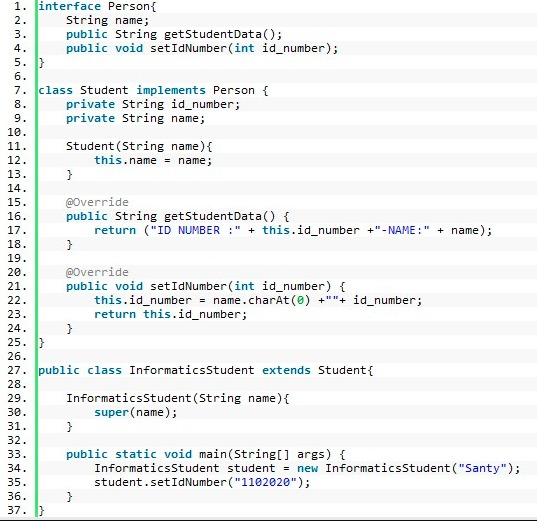 1. interface Person{
2.     String name;
3.     public String getStudentData();
4.     public void setIdNumber(int id_number);
5. }
6.
7. class Student implements Person {
8.     private String id_number;
9.     private String name;
10.
11.     Student(String name){
12.         this.name = name;
13.     }
14.
15.     @Override
16.     public String getStudentData() {
17.         return ("ID NUMBER :" + this.id_number +"-NAME:" + name);
18.     }
19.
20.     @Override
21.     public void setIdNumber(int id_number) {
22.         this.id_number = name.charAt(0) +""+ id_number;
23.         return this.id_number;
24.     }
25. }
26.
27. public class InformaticsStudent extends Student{
28.
29.     InformaticsStudent(String name){
30.         super(name);
31.     }
32.
33.     public static void main(String[] args) {
34.         InformaticsStudent student = new InformaticsStudent("Santy");
35.         student.setIdNumber("1102020");
36.     }
37. }